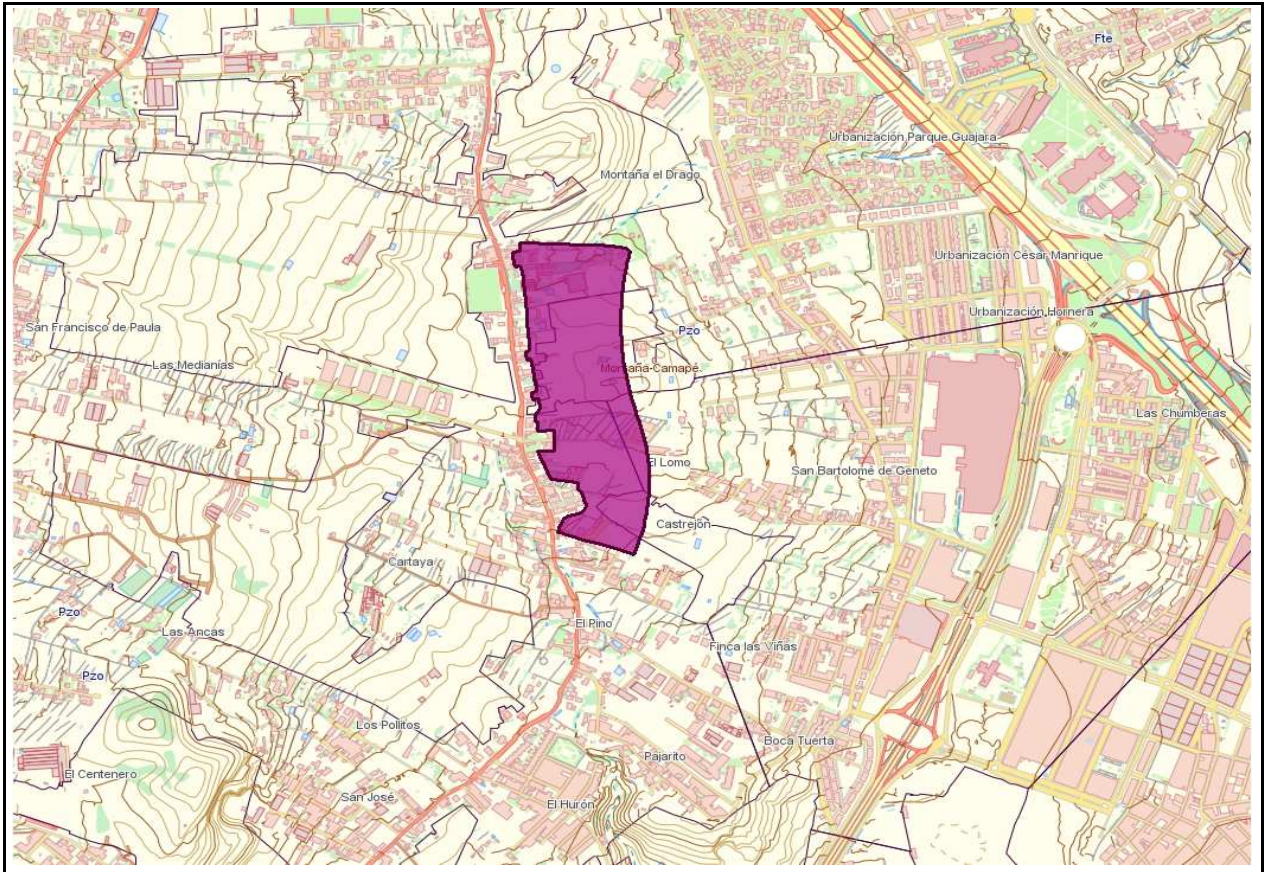 Fte
Urbanización Parque Guajara
Montaña el Drago
Urbanización César Manrique
Urbanización Hornera
San Francisco de Paula
Pzo
Las Medianías
Montaña-Camapé
Las Chumberas
El Lomo
San Bartolomé de Geneto
Castrejón
Cartaya
Pzo
El Pino
Las Ancas
Finca las Viñas
Pzo
Los Pollitos
Boca Tuerta
Pajarito
El Centenero
San José
El Hurón